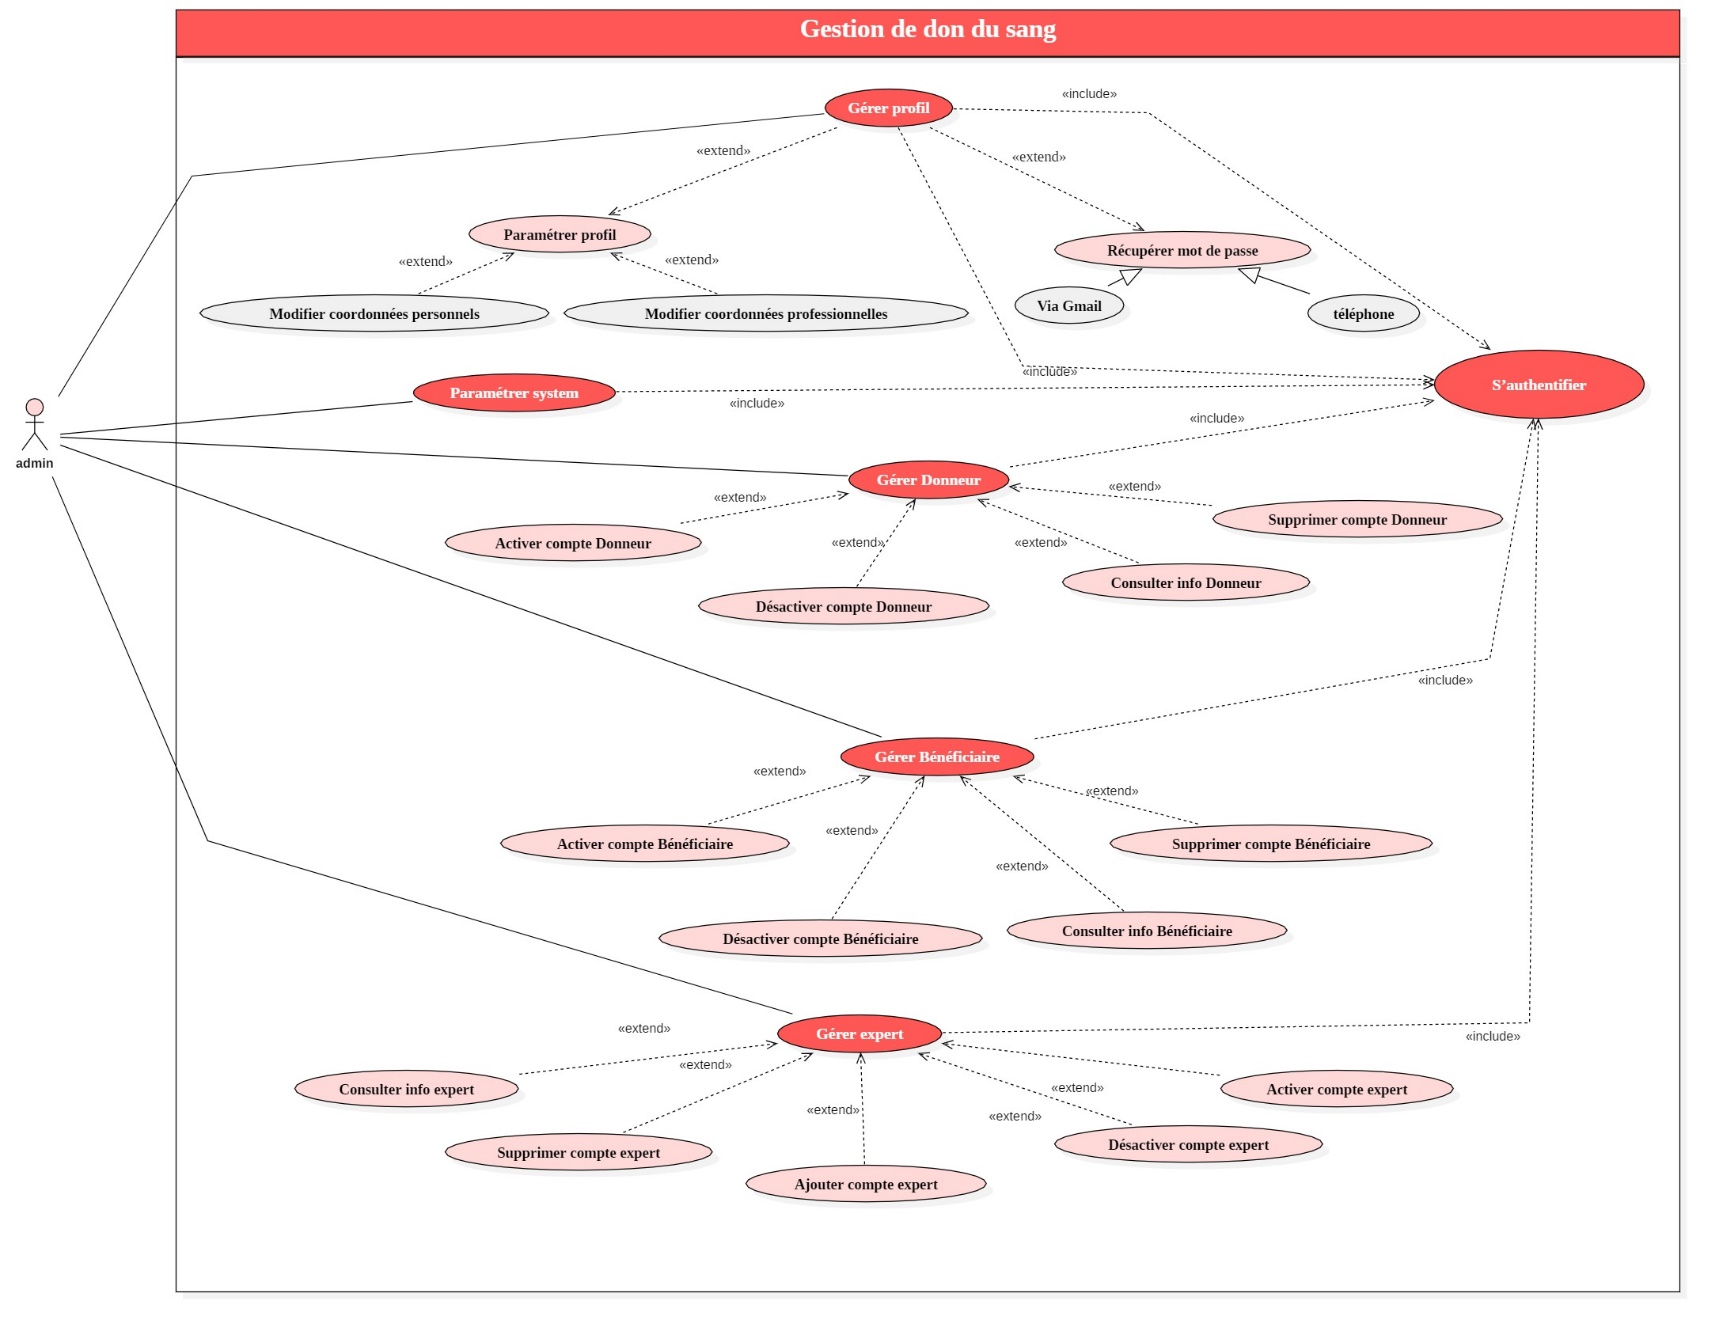 Gestion de don du sang
«include»
Gérer profil
«extend»
«extend»
Paramétrer profil
Récupérer mot de passe
«extend»
«extend»
Modifier coordonnées personnels
Modifier coordonnées professionnelles
Via Gmail
téléphone
«include»
S'authentifier
Paramétrer system
«include»
«include»
admin
Gérer Donneur
«extend»
«extend»
Supprimer compte Donneur
Activer compte Donneur
«extend»
«extend»
Consulter info Donneur
Désactiver compte Donneur
«include»
Gérer Bénéficiaire
«extend»
«extend»
«extend»
Activer compte Bénéficiaire
Supprimer compte Bénéficiaire
«extend»
Désactiver compte Bénéficiaire
Consulter info Bénéficiaire
«extend»
Gérer expert
«include»
«extend»
Consulter info expert
«extend»
Activer compte expert
«extend»
«extend»
Supprimer compte expert
Désactiver compte expert
Ajouter compte expert